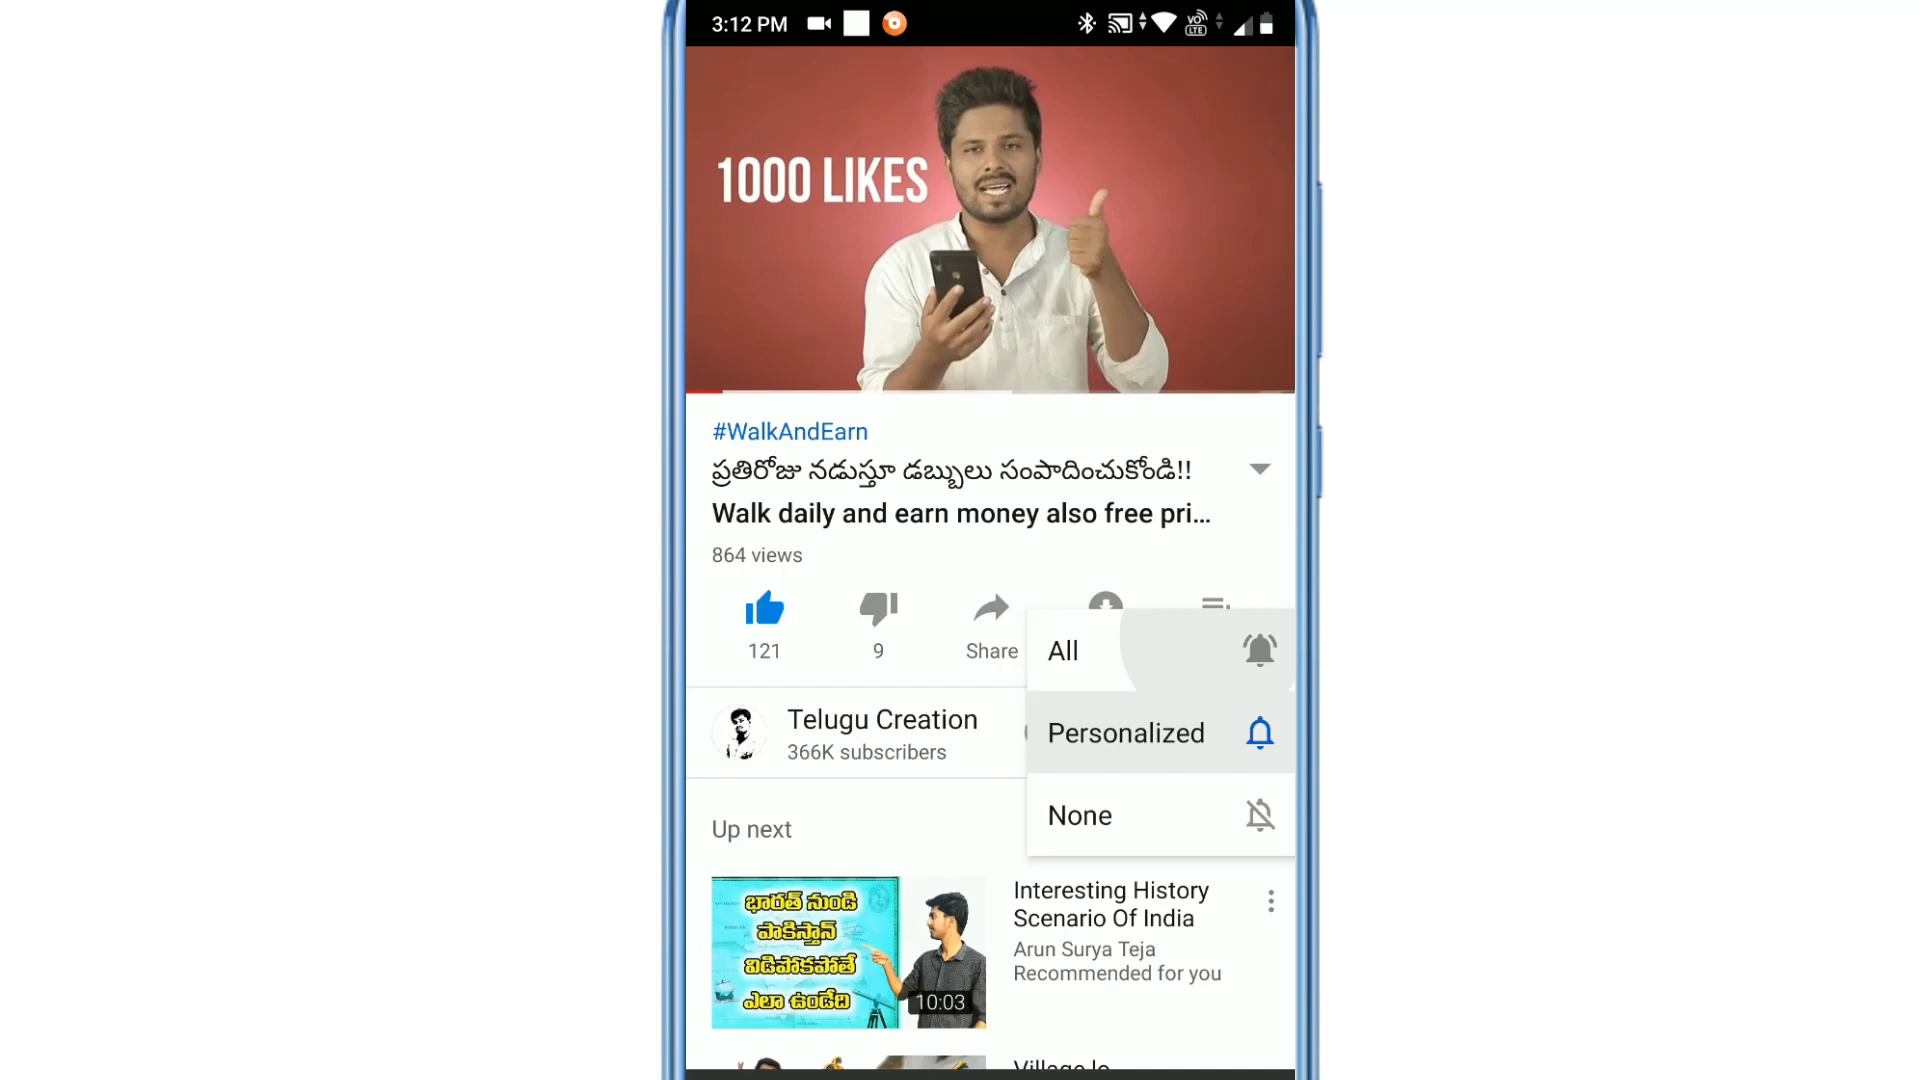 3:12 PM
VO
LTE
1000 LIKES
#WalkAndEarn
ప్రతిరోజు నడుస్తూ డబ్బులు సంపాదించుకోండి!!
Walk daily and earn money also free pri...
864 views
121
9
Share
All
Telugu Creation
366K subscribers
Personalized
None
Up next
భారత్ నుండి
పాకిస్తాన్
విడిపోకపోతే
ఎలా ఉండేది
10:03
Interesting History
Scenario Of India
Arun Surya Teja
Recommended for you